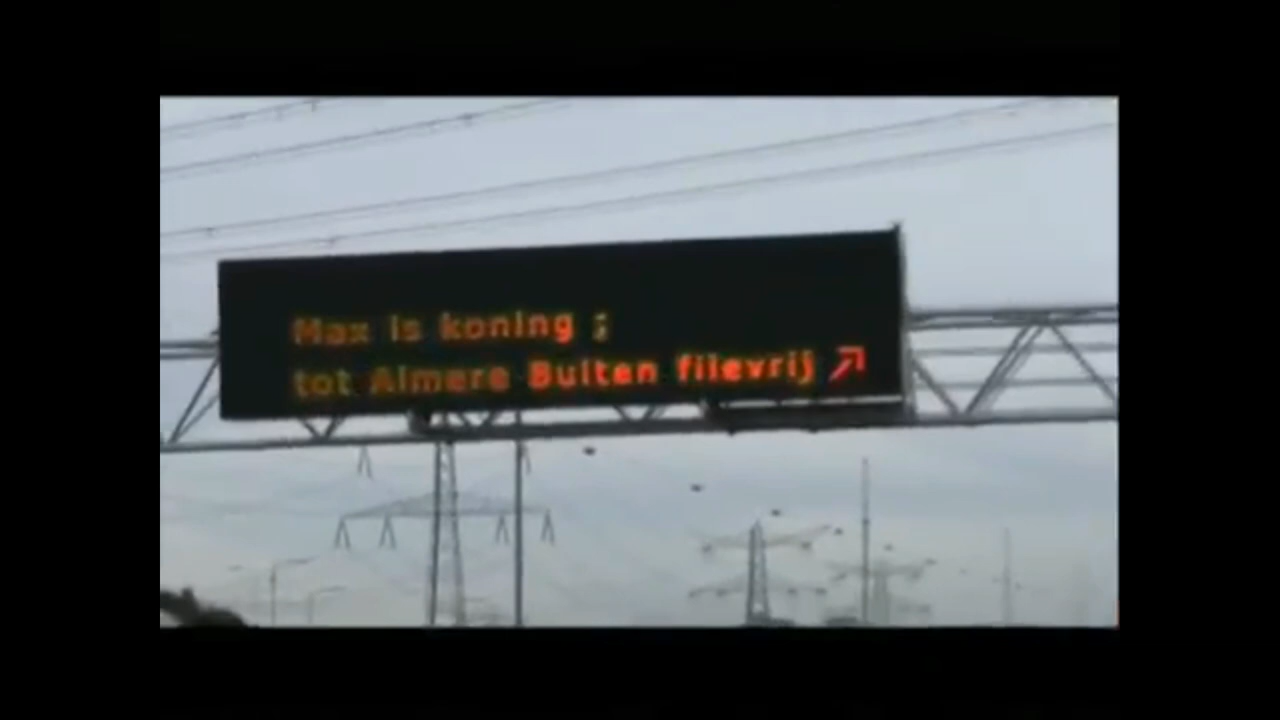 Max is koning ;
tot Almere Buiten filevrij ↗